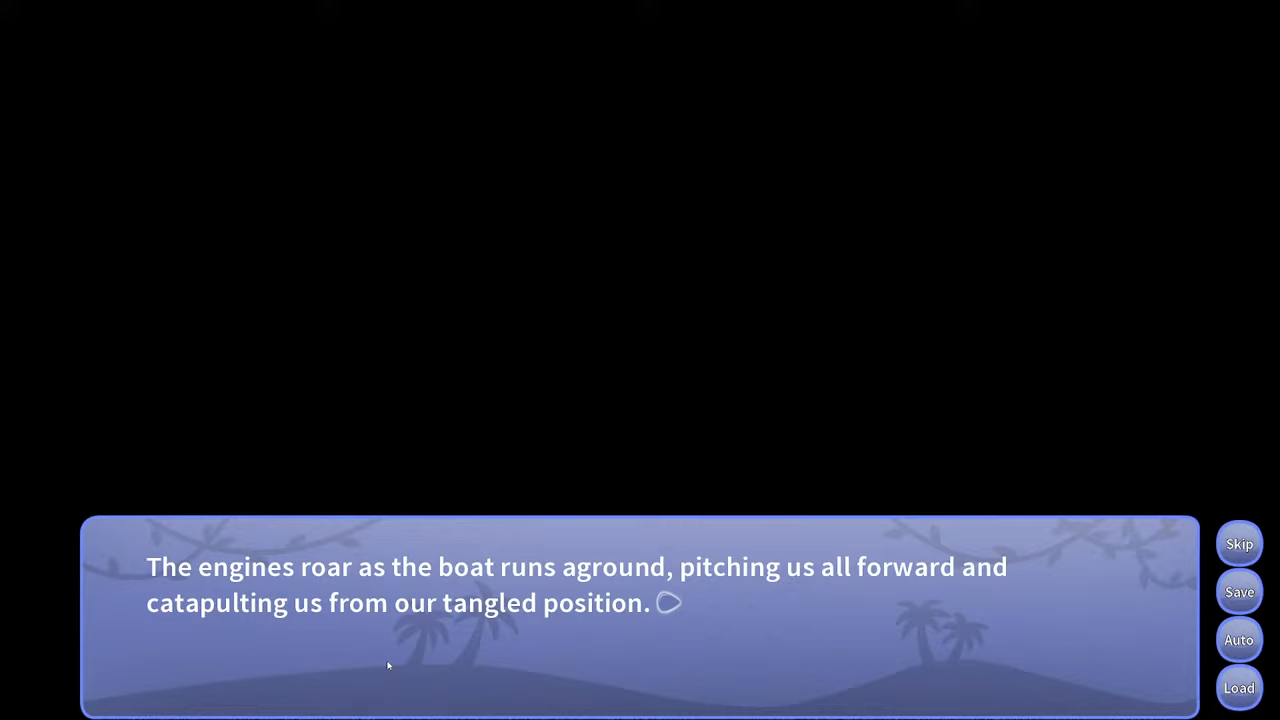 The engines roar as the boat runs aground, pitching us all forward and
catapulting us from our tangled position.
Skip
Save
Auto
Load